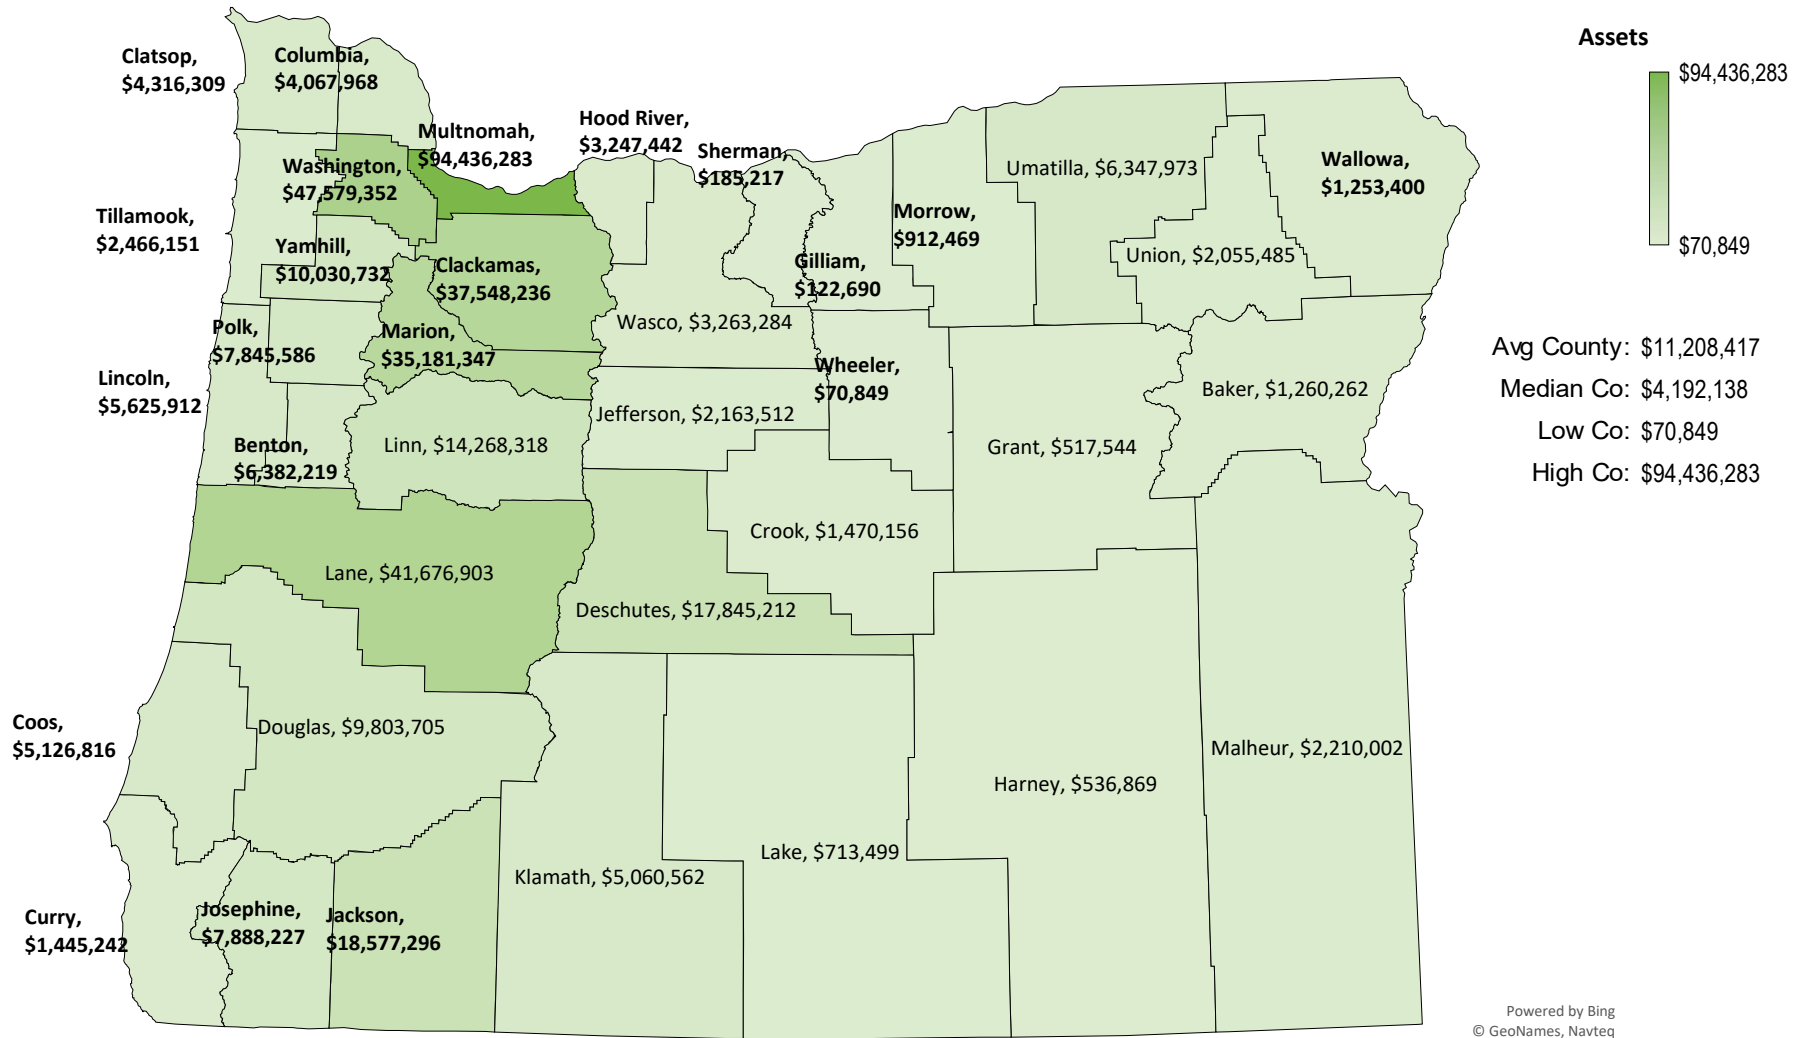 Assets
$94,436,283
$70,849
Avg County: $11,208,417
Median Co: $4,192,138
Low Co: $70,849
High Co: $94,436,283
Clatsop,
$4,316,309
Columbia,
$4,067,968
Multnomah,
$94,436,283
Hood River,
$3,247,442
Sherman,
$185,217
Umatilla, $6,347,973
Wallowa,
$1,253,400
Washington,
$47,579,352
Tillamook,
$2,466,151
Yamhill,
$10,030,732
Clackamas,
$37,548,236
Gilliam,
$122,690
Morrow,
$912,469
Union, $2,055,485
Polk,
$7,845,586
Marion,
$35,181,347
Wasco, $3,263,284
Wheeler,
$70,849
Lincoln,
$5,625,912
Benton,
$6,382,219
Linn, $14,268,318
Jefferson, $2,163,512
Grant, $517,544
Baker, $1,260,262
Crook, $1,470,156
Lane, $41,676,903
Deschutes, $17,845,212
Coos,
$5,126,816
Douglas, $9,803,705
Harney, $536,869
Malheur, $2,210,002
Lake, $713,499
Klamath, $5,060,562
Curry,
$1,445,242
Josephine,
$7,888,227
Jackson,
$18,577,296
Powered by Bing
© GeoNames, Navteq